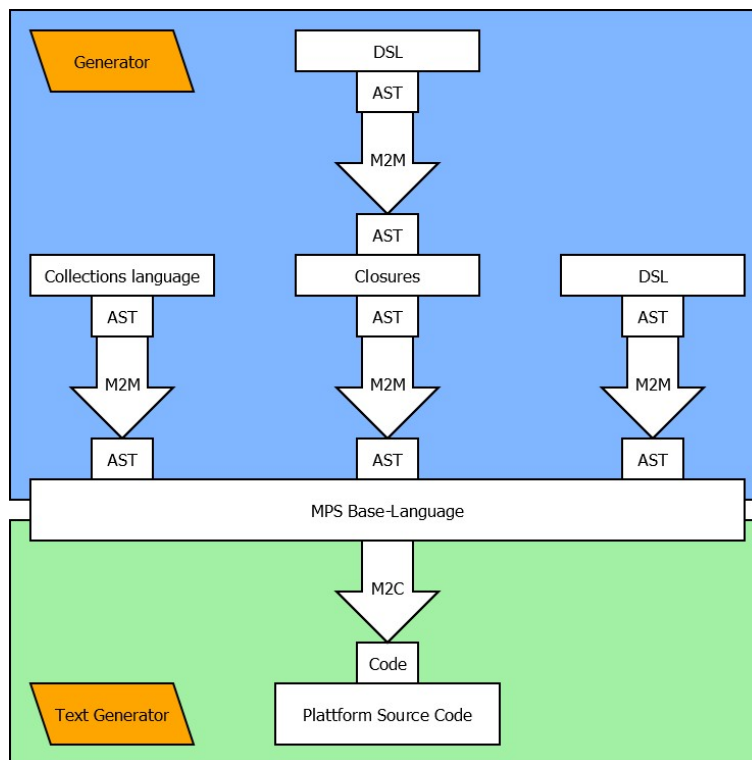 Generator
DSL
AST
M2M
AST
Collections language
Closures
DSL
AST
AST
AST
M2M
M2M
M2M
AST
AST
AST
MPS Base-Language
M2C
Code
Text Generator
Plattform Source Code